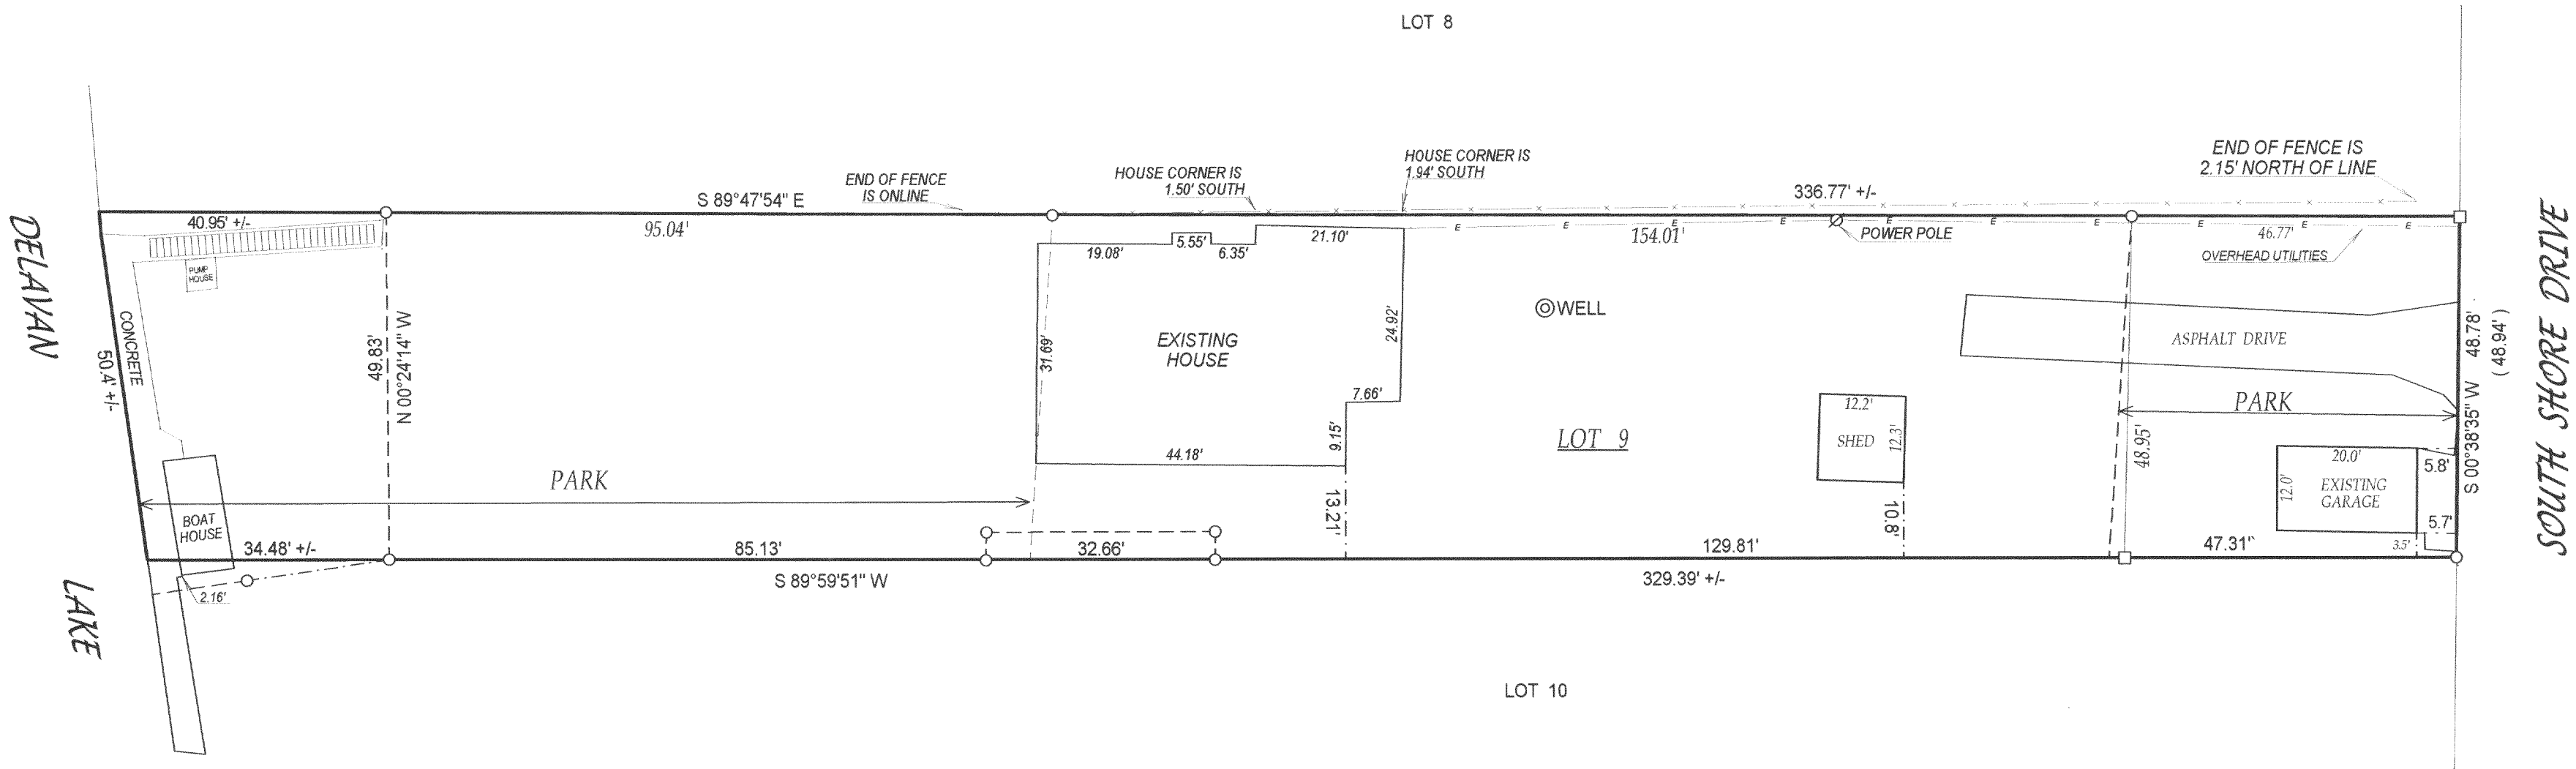 LOT 8
END OF FENCE IS
2.15' NORTH OF LINE
HOUSE CORNER IS
1.94' SOUTH
HOUSE CORNER IS
1.50' SOUTH
END OF FENCE
IS ONLINE
S 89°47'54" E
336.77' +/-
40.95' +/-
95.04'
154.01'
46.77'
E E E E E E E E E
POWER POLE
OVERHEAD UTILITIES
DELAVAN
LAKE
SOUTH SHORE DRIVE
PUMP
HOUSE
CONCRETE
50.4' +/-
49.83'
N 00°24'14" W
19.08'
5.55'
6.35'
21.10'
31.69'
EXISTING
HOUSE
24.92'
7.66'
9.15'
44.18'
13.21'
WELL
LOT 9
12.2'
SHED
12.3'
10.8'
ASPHALT DRIVE
PARK
48.95'
48.78'
(48.94')
S 00°38'35" W
20.0'
12.0'
EXISTING
GARAGE
5.8'
5.7'
3.5'
PARK
BOAT
HOUSE
34.48' +/-
85.13'
32.66'
129.81'
47.31"
2.16'
S 89°59'51" W
329.39' +/-
LOT 10